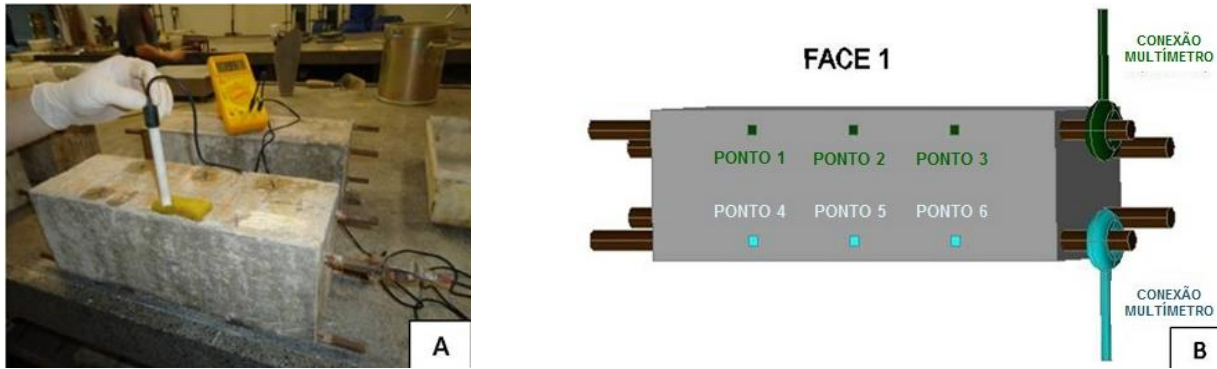 A
FACE 1
CONEXÃO
MULTÍMETRO
PONTO 1 PONTO 2 PONTO 3
PONTO 4 PONTO 5 PONTO 6
CONEXÃO
MULTÍMETRO
B